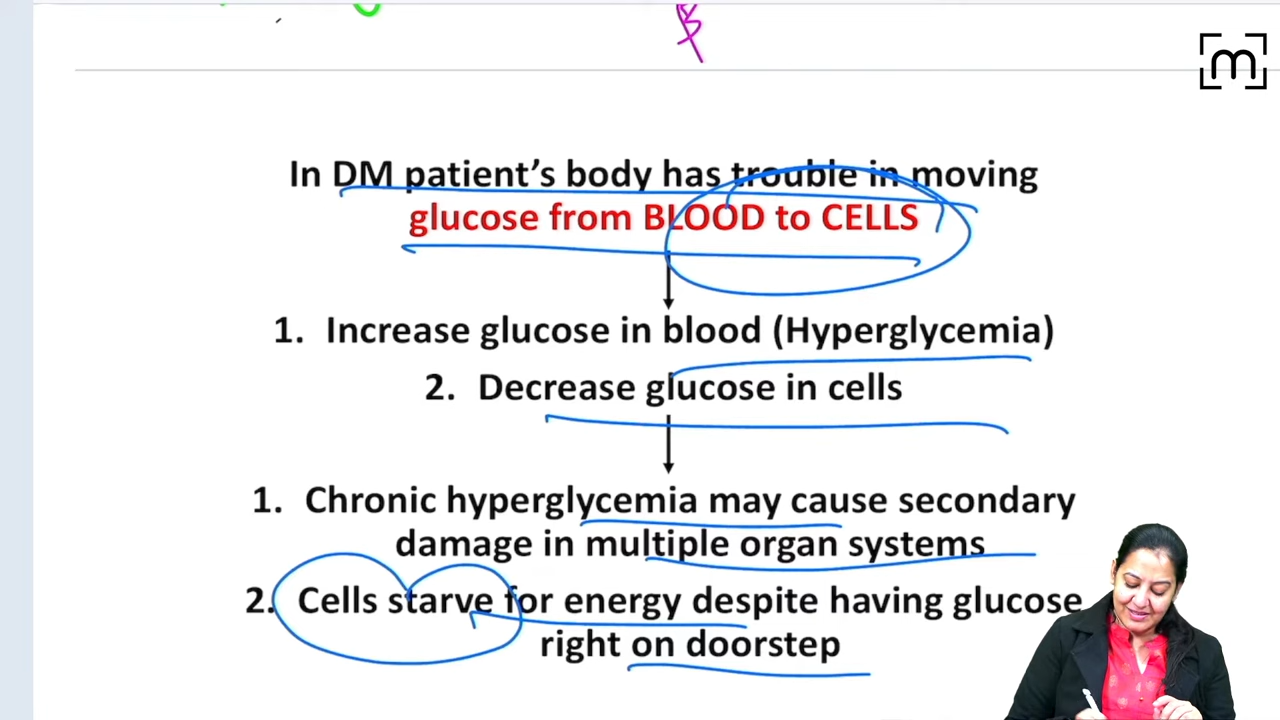 m
In DM patient's body has trouble in moving
glucose from BLOOD to CELLS
1. Increase glucose in blood (Hyperglycemia)
2. Decrease glucose in cells
1. Chronic hyperglycemia may cause secondary
damage in multiple organ systems
2. Cells starve for energy despite having glucose
right on doorstep